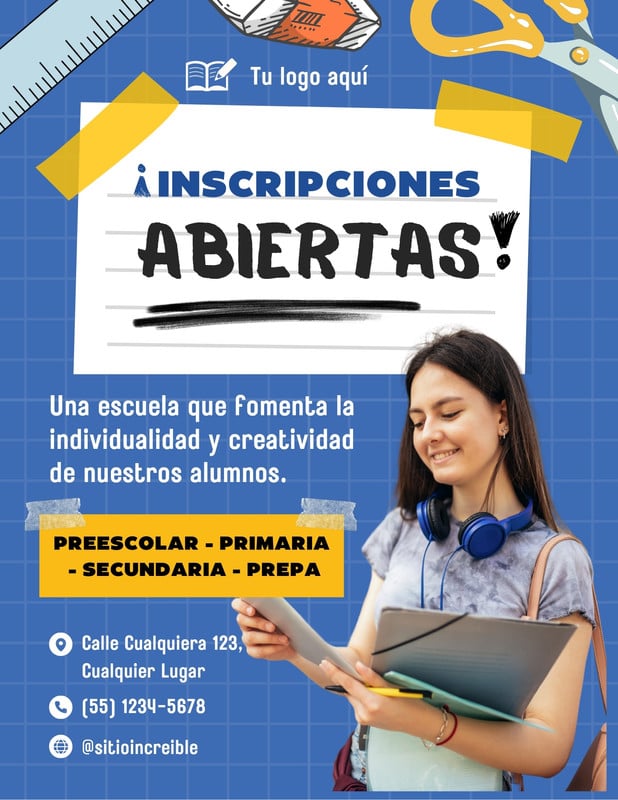 Tu logo aquí
¡INSCRIPCIONES
ABIERTAS!
Una escuela que fomenta la
individualidad y creatividad
de nuestros alumnos.
PREESCOLAR - PRIMARIA
- SECUNDARIA - PREPA
Calle Cualquiera 123,
Cualquier Lugar
(55) 1234-5678
@sitioincreible